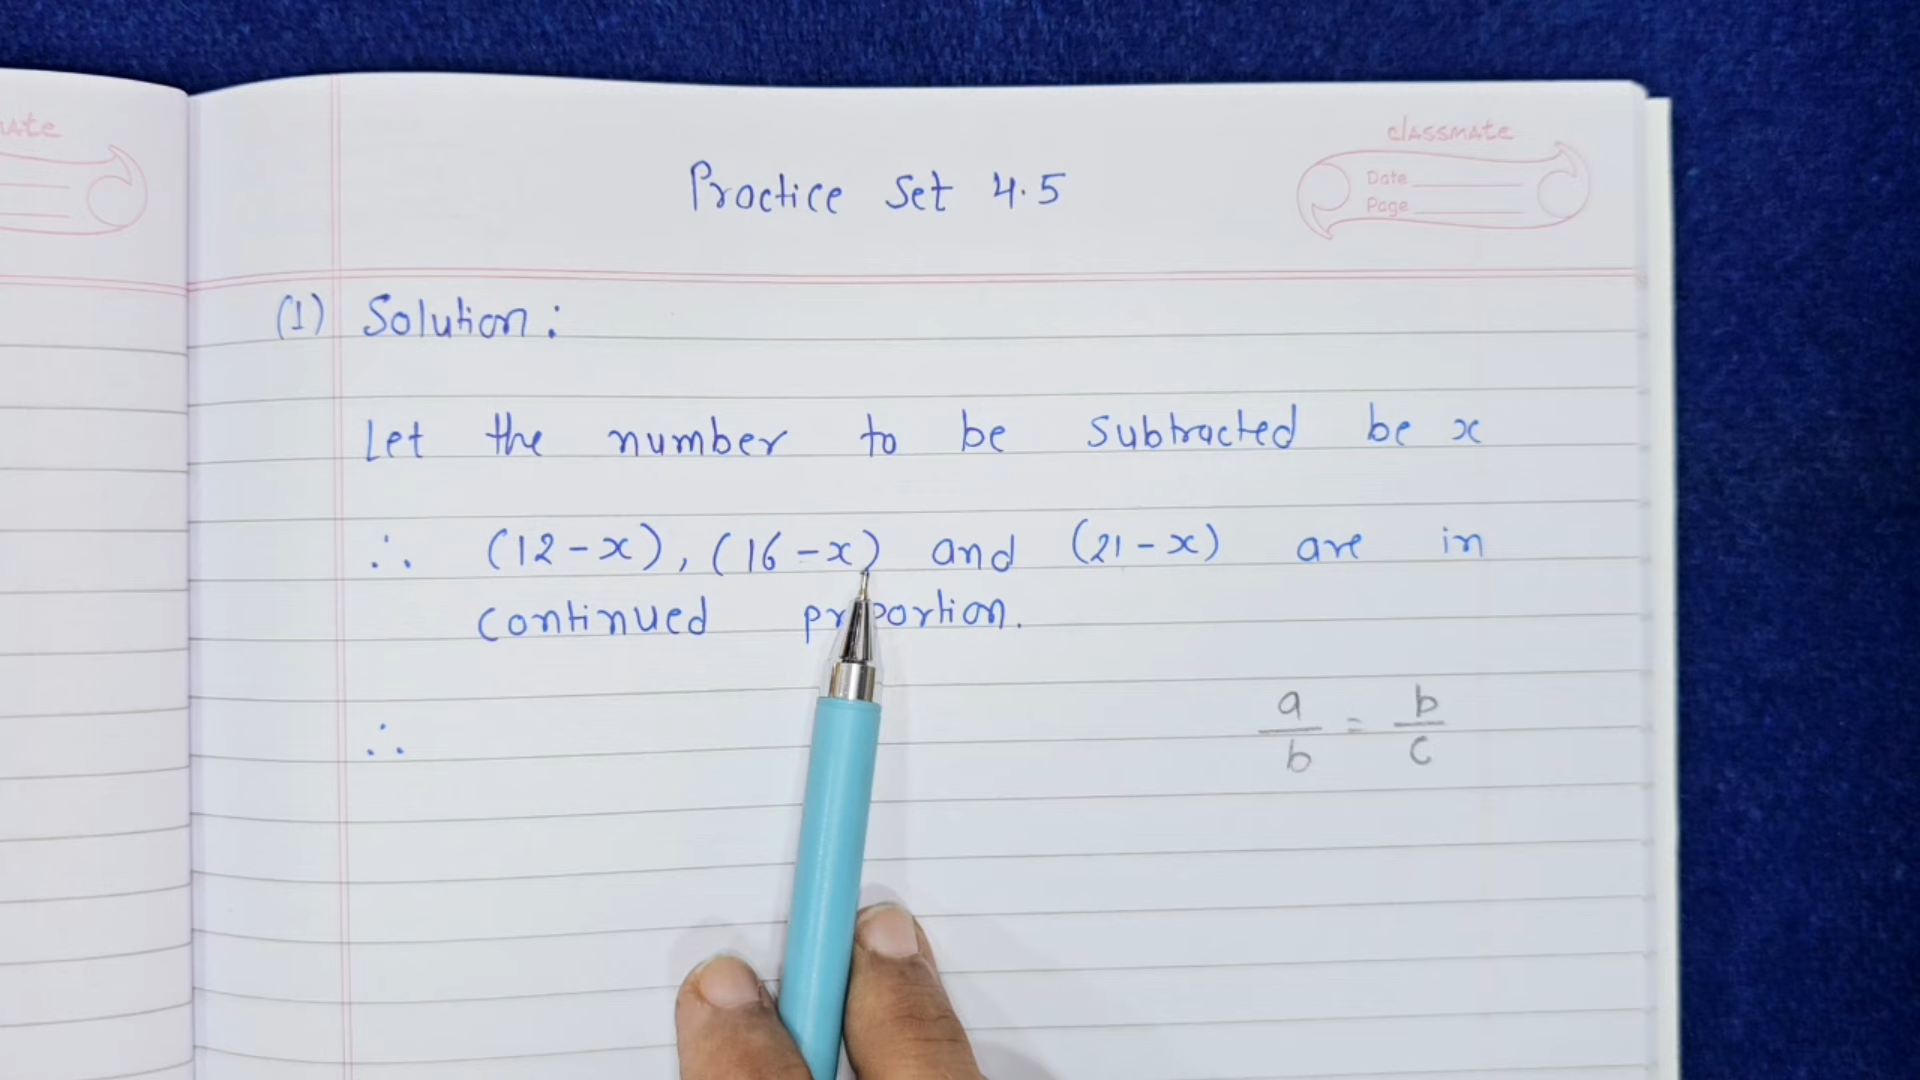 classmate
Date
Page
Practice Set 4.5
(1) Solution:
Let the number to be subtracted be x
∴ (12-x), (16-x) and (21-x) are in
continued proportion.
∴
a/b = b/c